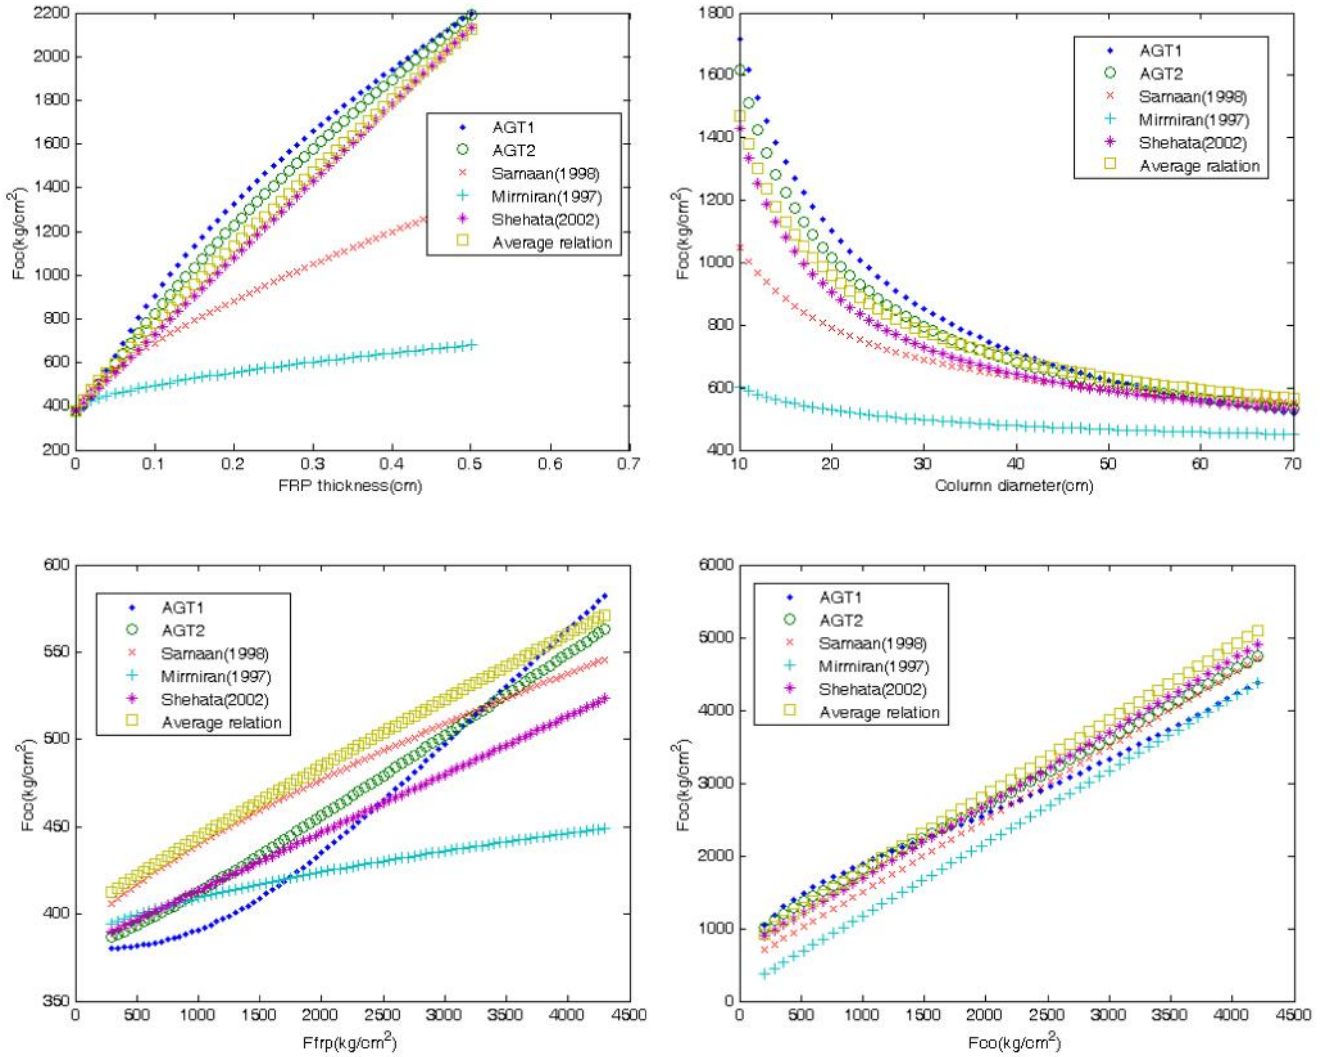 2200
2000
1800
1600
1400
1200
1000
800
600
400
200
0
0.1
0.2
0.3
0.4
0.5
0.6
0.7
Fcc(kg/cm²)
FRP thickness(cm)
AGT1
AGT2
Samaan(1998)
Mirmiran(1997)
Shehata(2002)
Average relation
1800
1600
1400
1200
1000
800
600
400
10
20
30
40
50
60
70
Fcc(kg/cm²)
Column diameter(cm)
AGT1
AGT2
Samaan(1998)
Mirmiran(1997)
Shehata(2002)
Average ralation
600
550
500
450
400
350
0
500
1000
1500
2000
2500
3000
3500
4000
4500
Fcc(kg/cm²)
Ffrp(kg/cm²)
AGT1
AGT2
Samaan(1998)
Mirmiran(1997)
Shehata(2002)
Average relation
6000
5000
4000
3000
2000
1000
0
0
500
1000
1500
2000
2500
3000
3500
4000
4500
Fcc(kg/cm²)
Fco(kg/cm²)
AGT1
AGT2
Samaan(1998)
Mirmiran(1997)
Shehata(2002)
Average relation